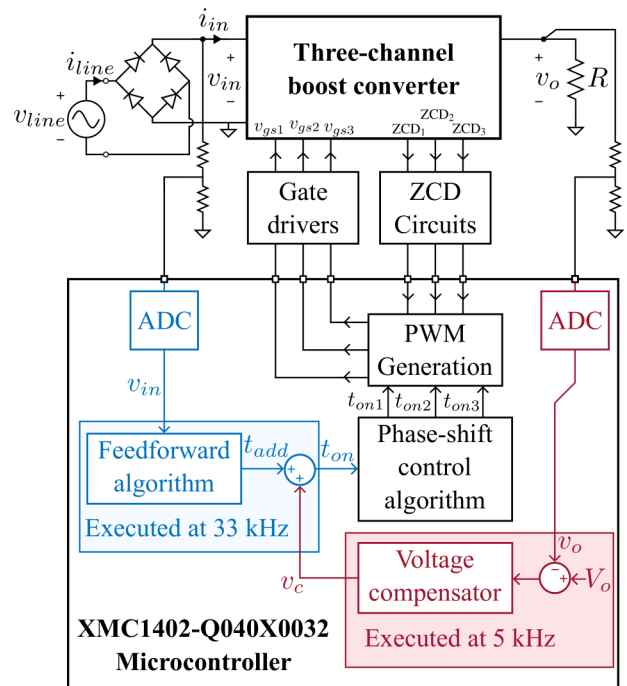 i_in
Three-channel
boost converter
i_line
+
v_in
−
+
v_line
−
+
v_o
−
R
v_gs1 v_gs2 v_gs3
ZCD_1 ZCD_2 ZCD_3
Gate
drivers
ZCD
Circuits
ADC
ADC
PWM
Generation
v_in
t_on1 t_on2 t_on3
Feedforward
algorithm
t_add
+
+
t_on
Phase-shift
control
algorithm
Executed at 33 kHz
v_c
Voltage
compensator
v_o
−
+
V_o
Executed at 5 kHz
XMC1402-Q040X0032
Microcontroller